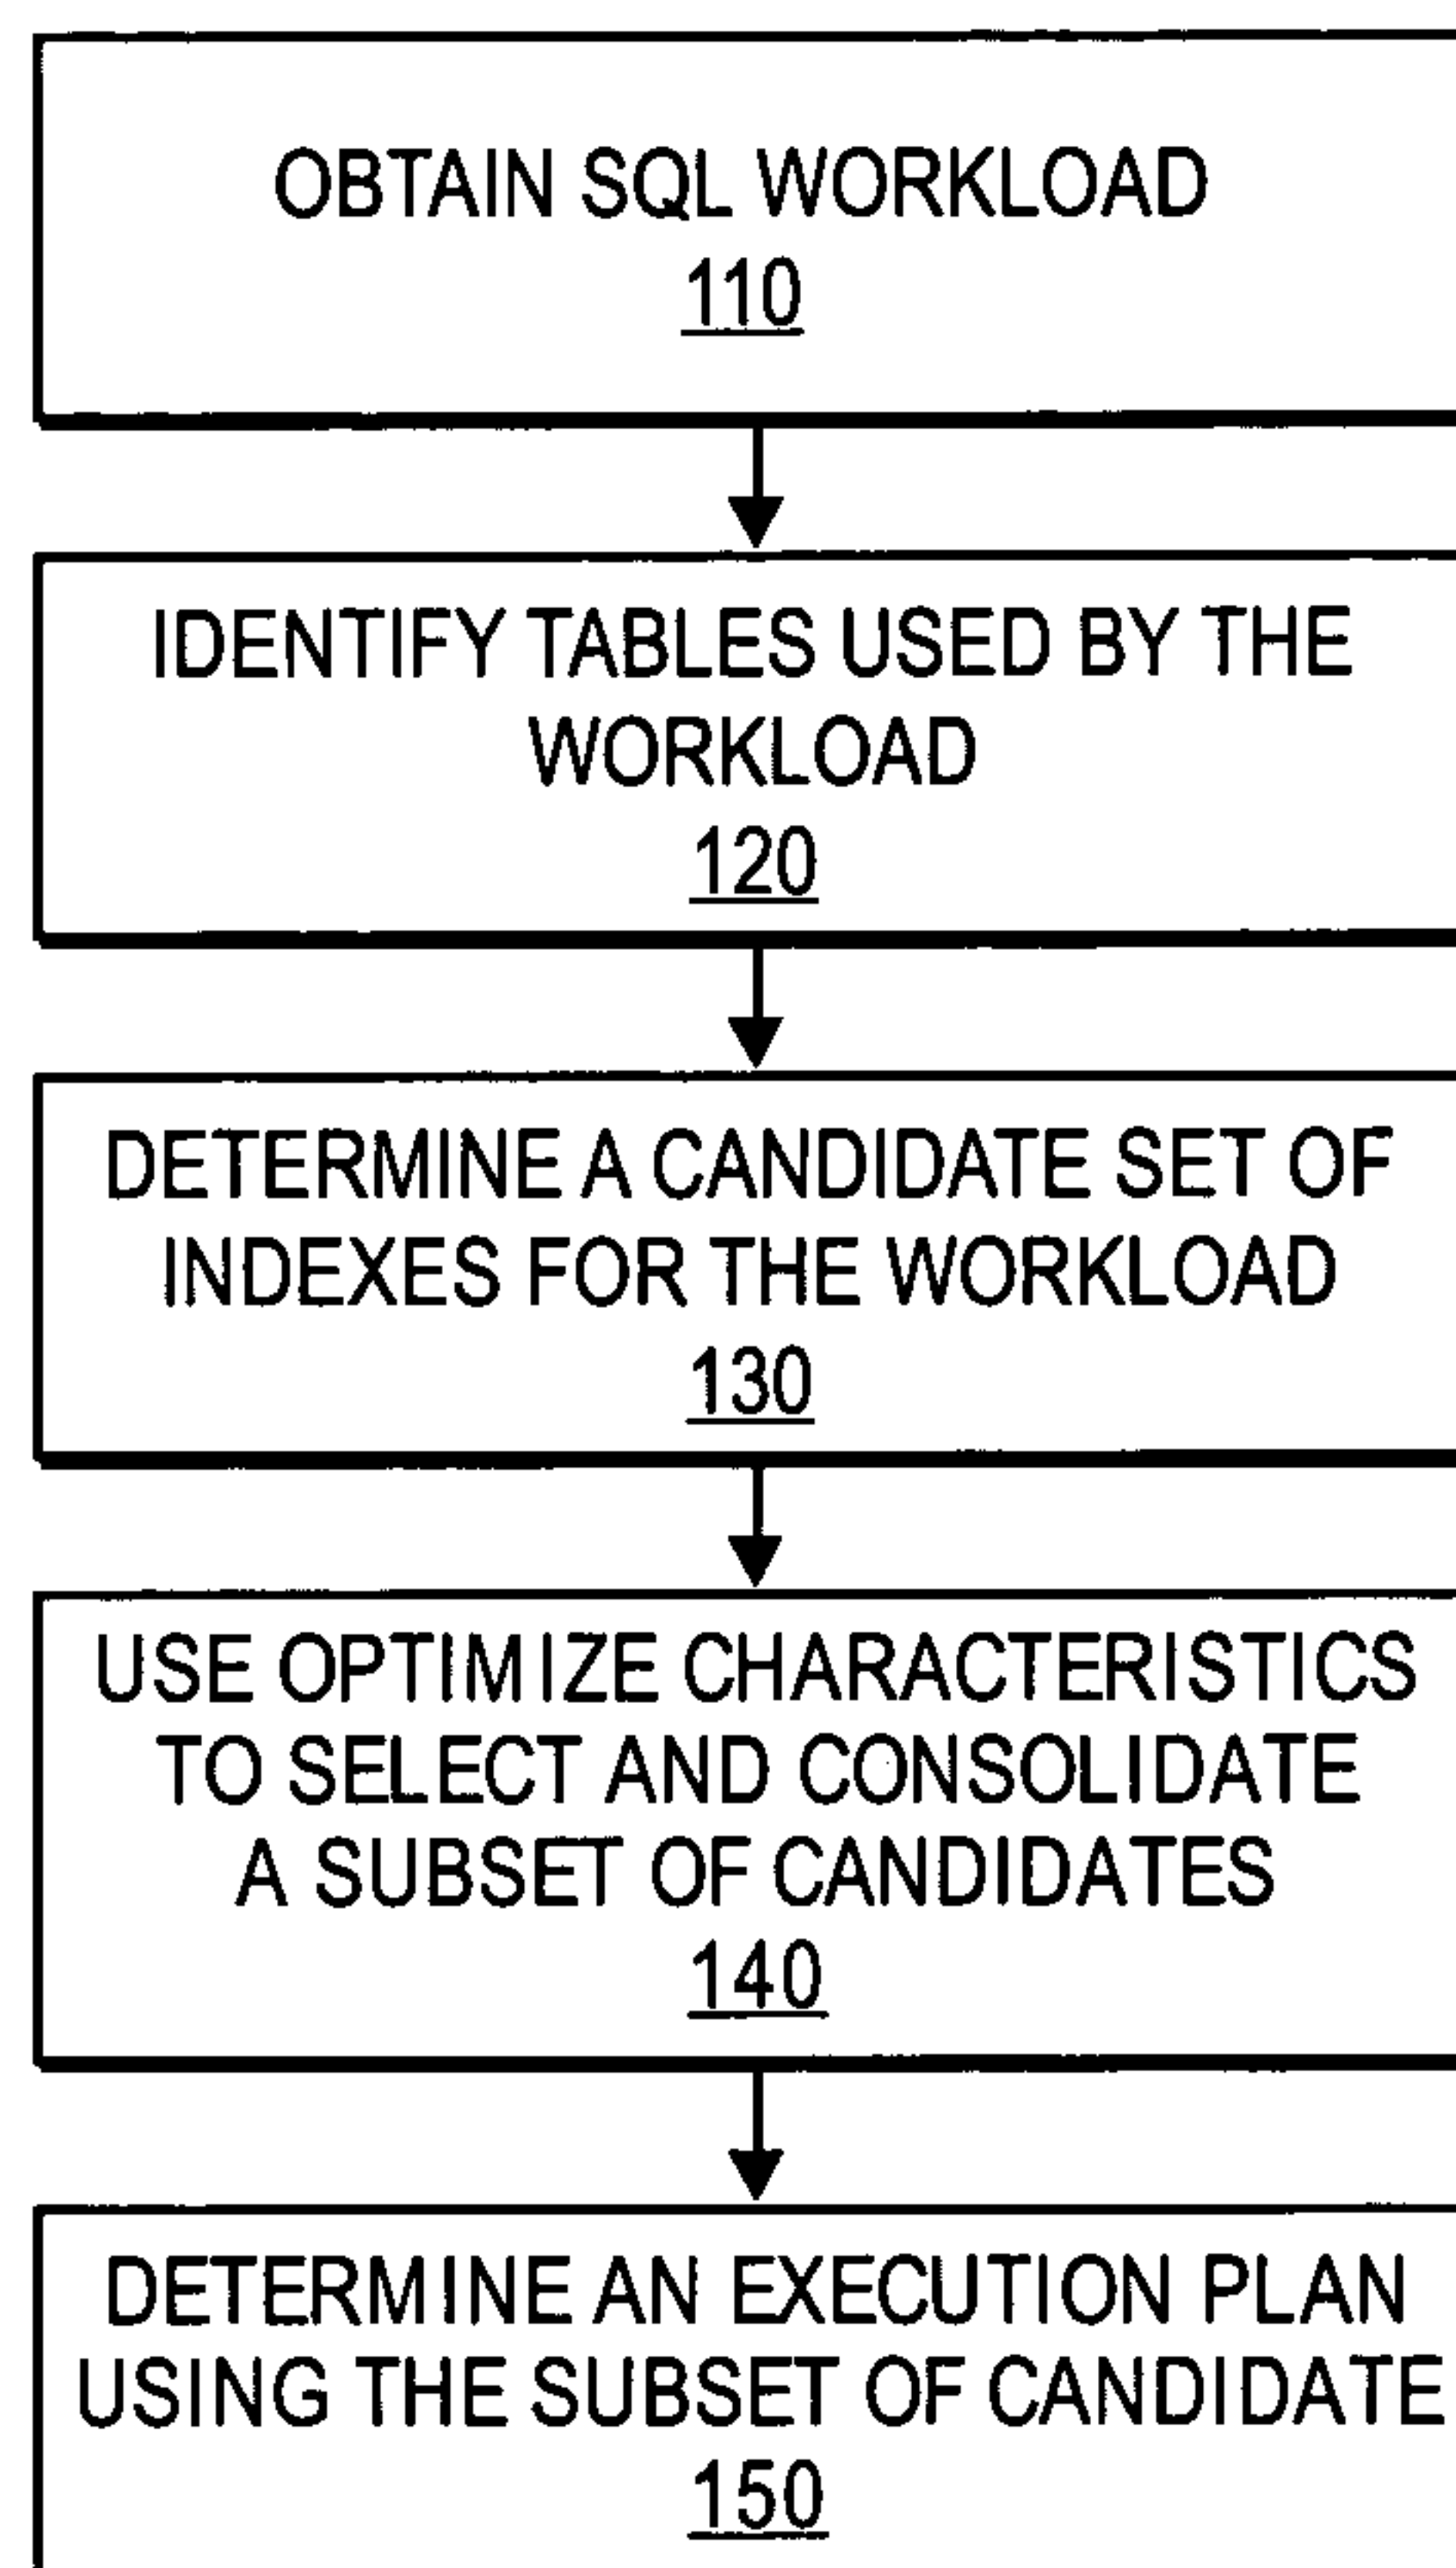 OBTAIN SQL WORKLOAD
110
IDENTIFY TABLES USED BY THE
WORKLOAD
120
DETERMINE A CANDIDATE SET OF
INDEXES FOR THE WORKLOAD
130
USE OPTIMIZE CHARACTERISTICS
TO SELECT AND CONSOLIDATE
A SUBSET OF CANDIDATES
140
DETERMINE AN EXECUTION PLAN
USING THE SUBSET OF CANDIDATE
150